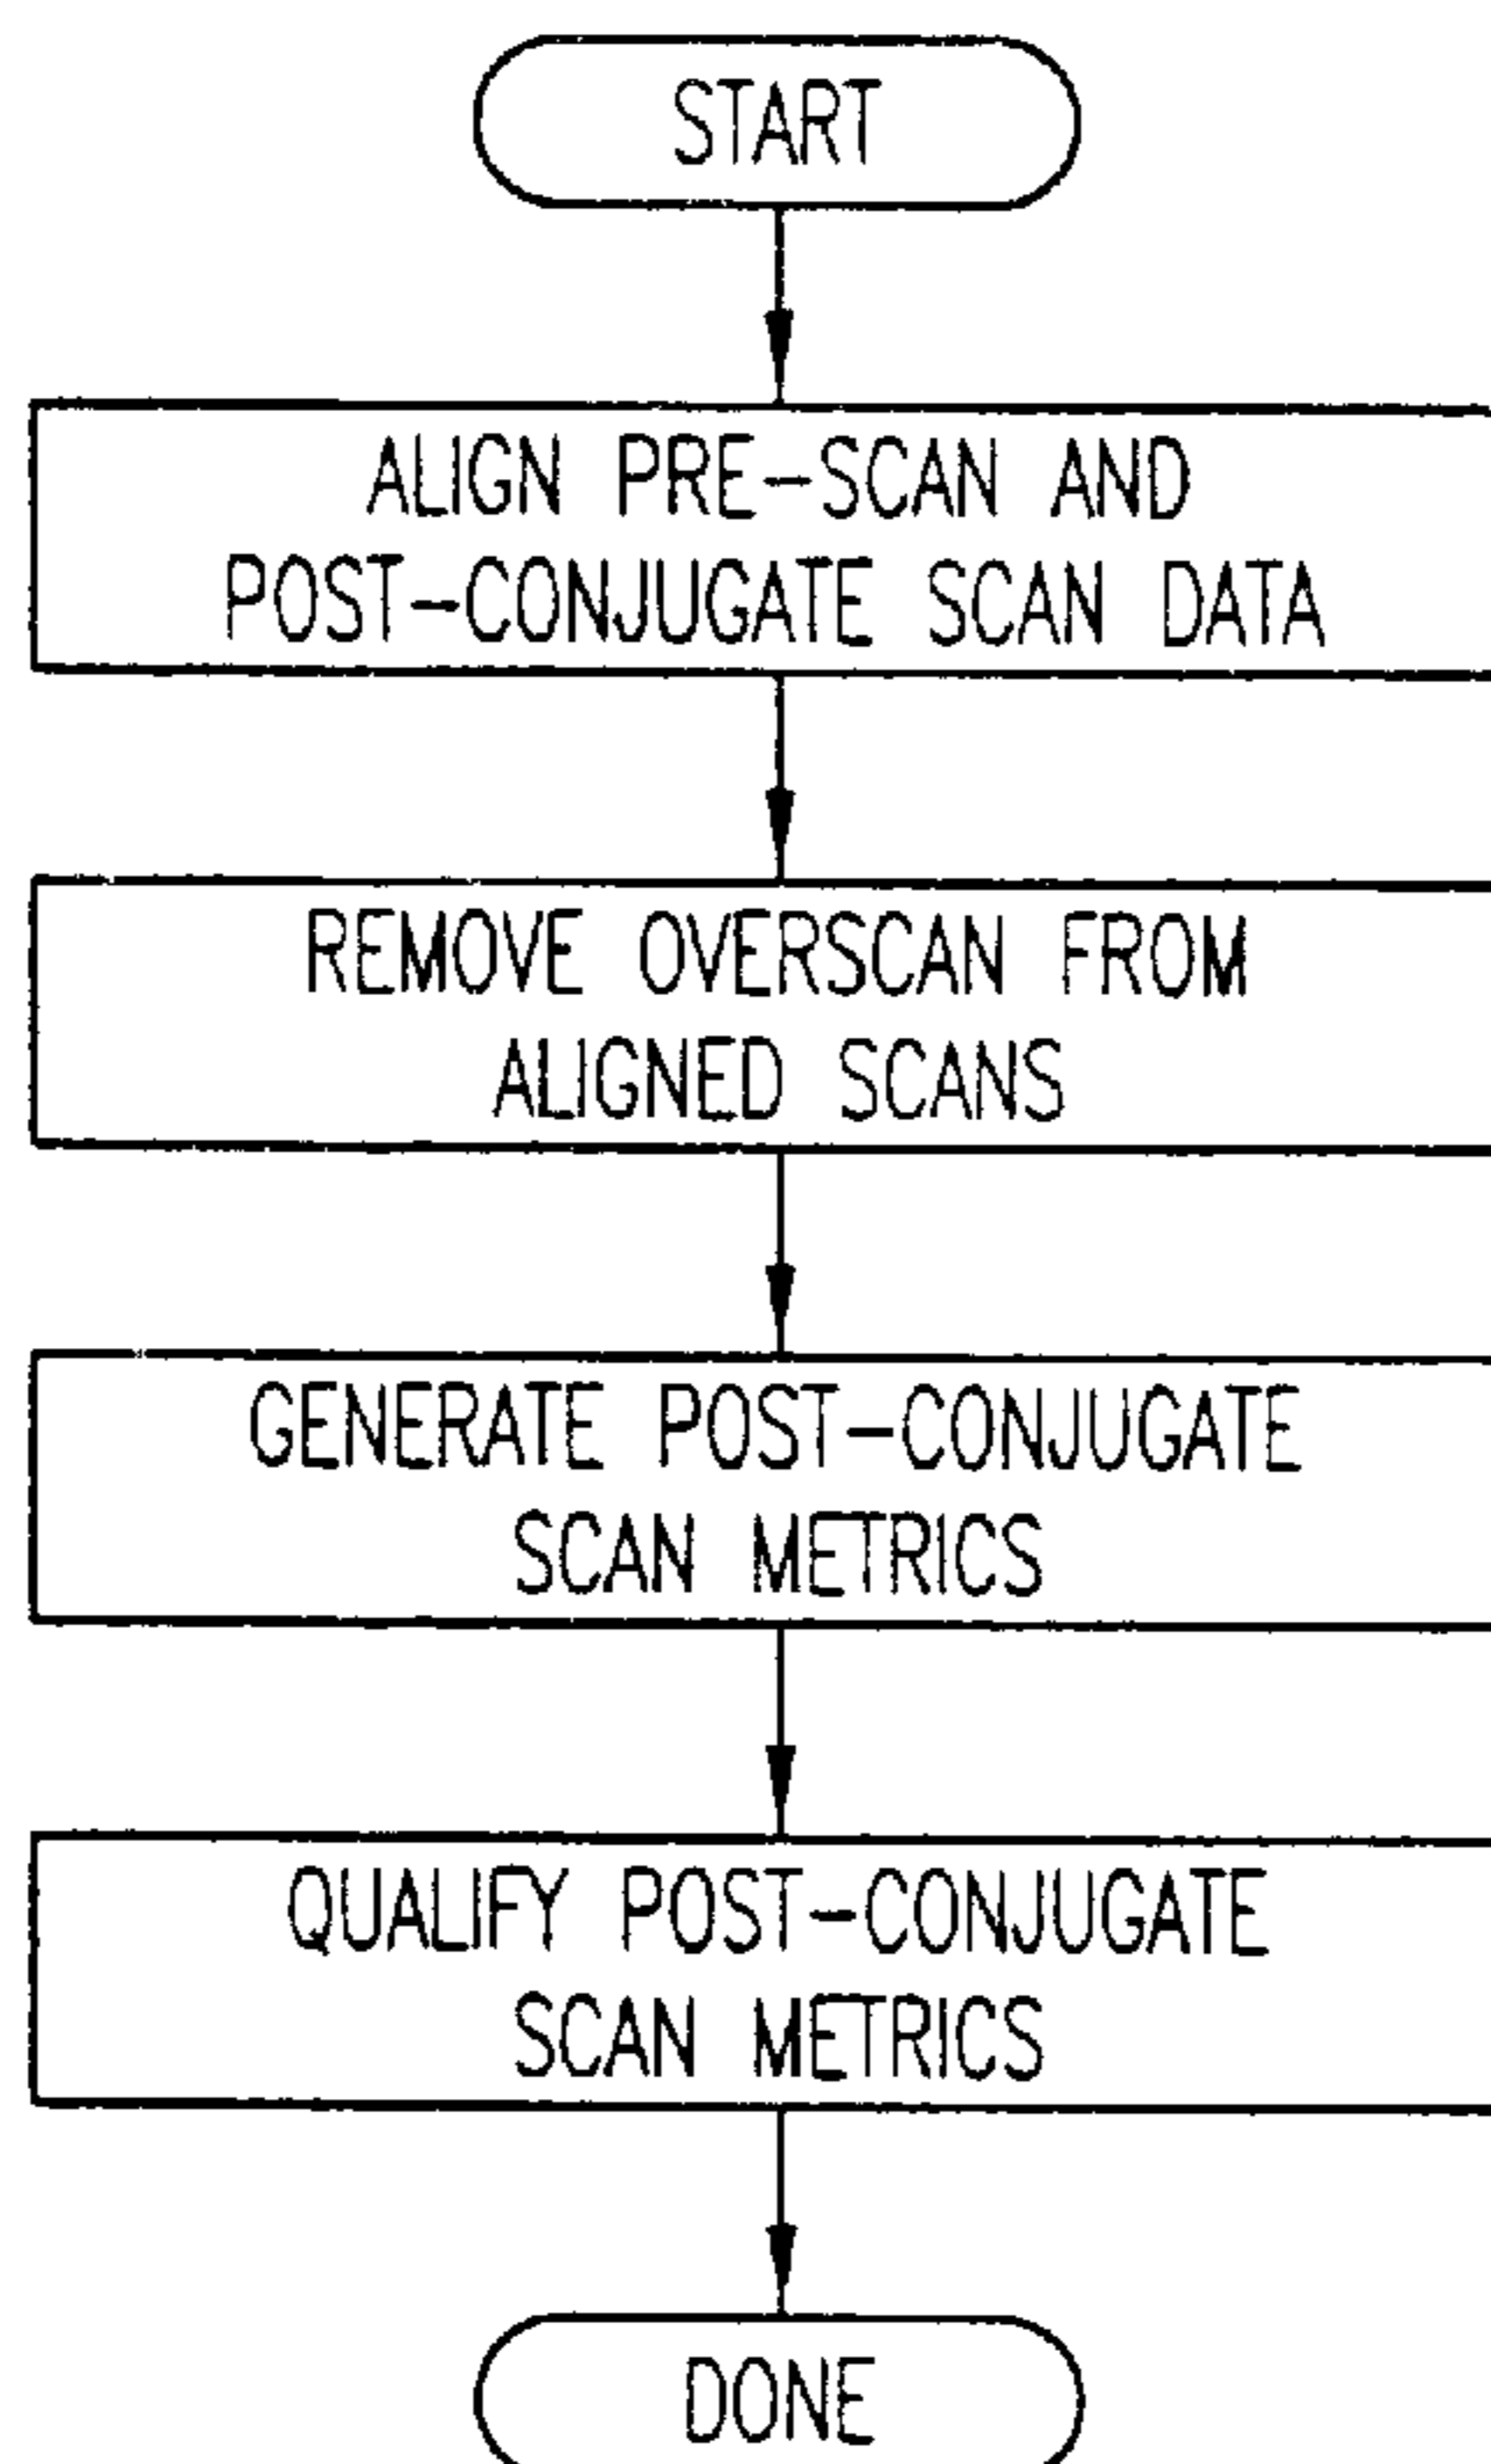 START
ALIGN PRE-SCAN AND
POST-CONJUGATE SCAN DATA
REMOVE OVERSCAN FROM
ALIGNED SCANS
GENERATE POST-CONJUGATE
SCAN METRICS
QUALIFY POST-CONJUGATE
SCAN METRICS
DONE